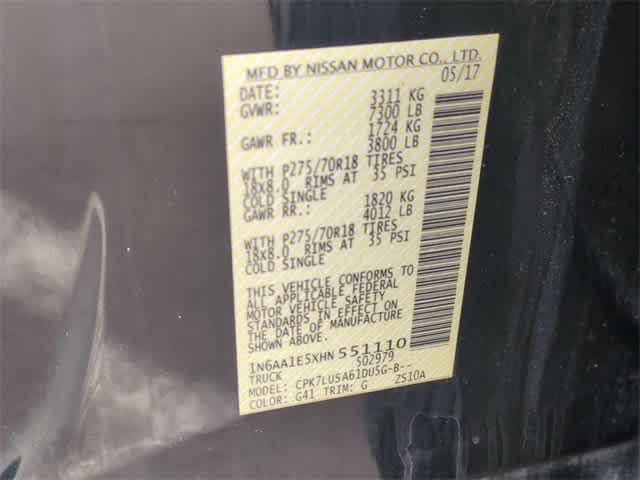 MFD BY NISSAN MOTOR CO., LTD.
DATE: 05/17
GVWR: 3311 KG
7300 LB
GAWR FR.: 1724 KG
3800 LB
WITH P275/70R18 TIRES
18x8.0 RIMS AT 35 PSI
COLD SINGLE
GAWR RR.: 1820 KG
4012 LB
WITH P275/70R18 TIRES
18x8.0 RIMS AT 35 PSI
COLD SINGLE
THIS VEHICLE CONFORMS TO
ALL APPLICABLE FEDERAL
MOTOR VEHICLE SAFETY
STANDARDS IN EFFECT ON
THE DATE OF MANUFACTURE
SHOWN ABOVE.
1N6AA1E5XHN551110
TRUCK 502979
MODEL: CPK7LUSA61DU5G-B--
COLOR: G41 TRIM: G ZS10A